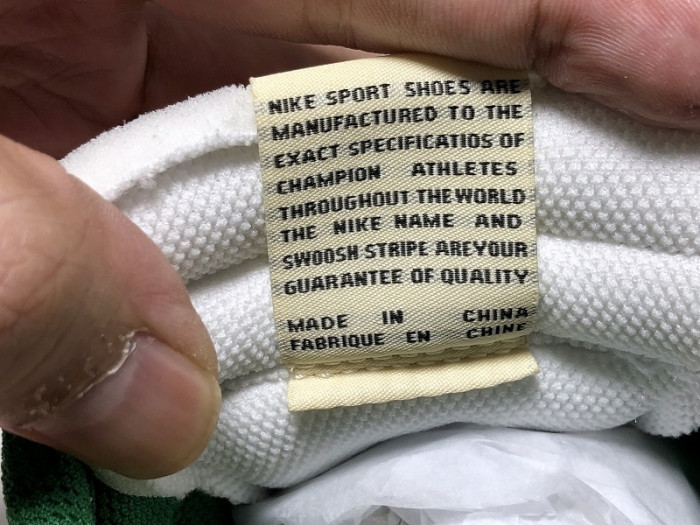 NIKE SPORT SHOES ARE
MANUFACTURED TO THE
EXACT SPECIFICATIOS OF
CHAMPION ATHLETES
THROUGHOUT THE WORLD
THE NIKE NAME AND
SWOOSH STRIPE AREYOUR
GUARANTEE OF QUALITY
MADE IN CHINA
FABRIQUE EN CHINE